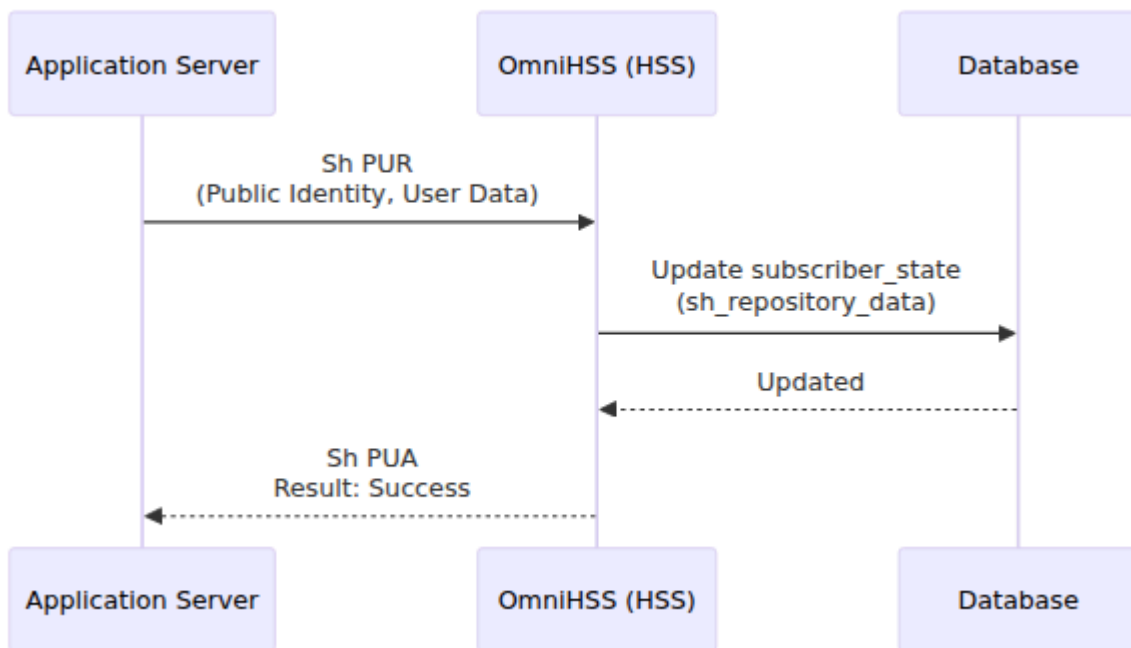 Application Server
OmniHSS (HSS)
Database
Sh PUR
(Public Identity, User Data)
Update subscriber_state
(sh_repository_data)
Updated
Sh PUA
Result: Success
Application Server
OmniHSS (HSS)
Database